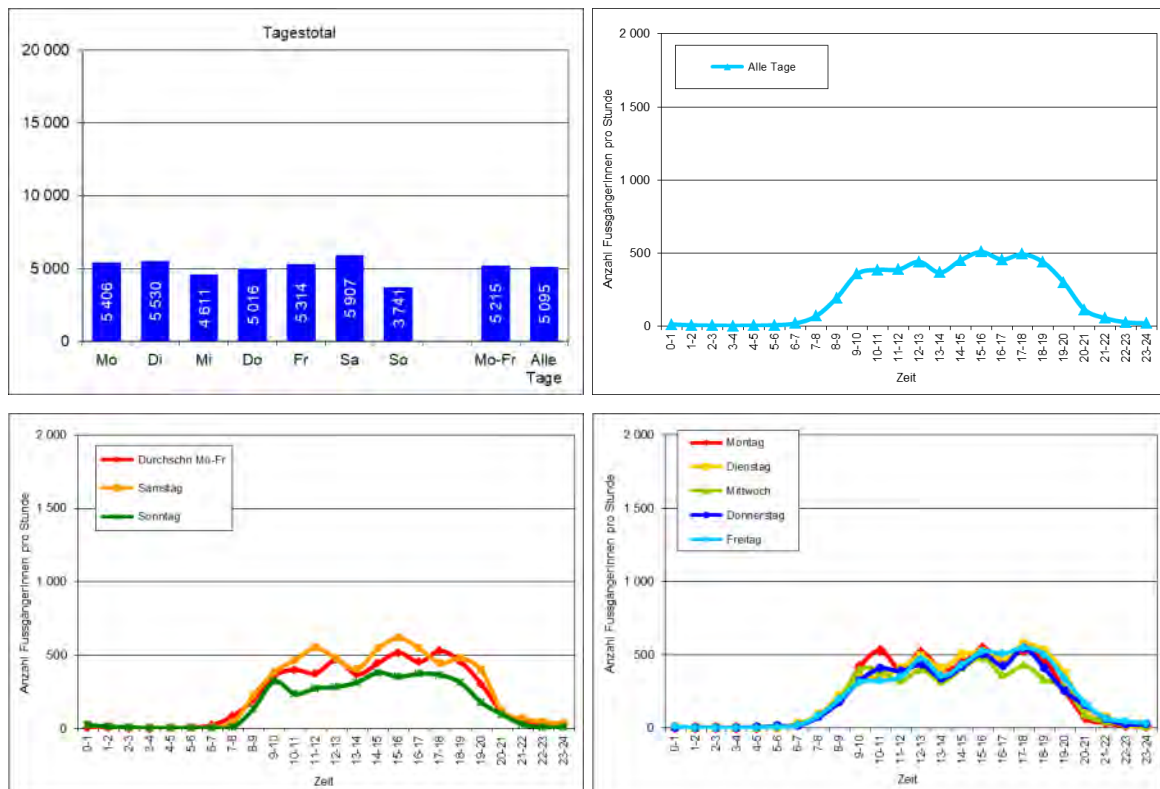 Tagestotal
20 000
15 000
10 000
5 000
0
5 406
5 530
4 611
5 016
5 314
5 907
3 741
5 215
5 095
Mo Di Mi Do Fr Sa So Mo-Fr Alle
Tage
Anzahl FussgängerInnen pro Stunde
2 000
1 500
1 000
500
0
Alle Tage
0-1 1-2 2-3 3-4 4-5 5-6 6-7 7-8 8-9 9-10 10-11 11-12 12-13 13-14 14-15 15-16 16-17 17-18 18-19 19-20 20-21 21-22 22-23 23-24
Zeit
Anzahl FussgängerInnen pro Stunde
2 000
1 500
1 000
500
0
Durchschn Mo-Fr
Samstag
Sonntag
0-1 1-2 2-3 3-4 4-5 5-6 6-7 7-8 8-9 9-10 10-11 11-12 12-13 13-14 14-15 15-16 16-17 17-18 18-19 19-20 20-21 21-22 22-23 23-24
Zeit
Anzahl FussgängerInnen pro Stunde
2 000
1 500
1 000
500
0
Montag
Dienstag
Mittwoch
Donnerstag
Freitag
0-1 1-2 2-3 3-4 4-5 5-6 6-7 7-8 8-9 9-10 10-11 11-12 12-13 13-14 14-15 15-16 16-17 17-18 18-19 19-20 20-21 21-22 22-23 23-24
Zeit